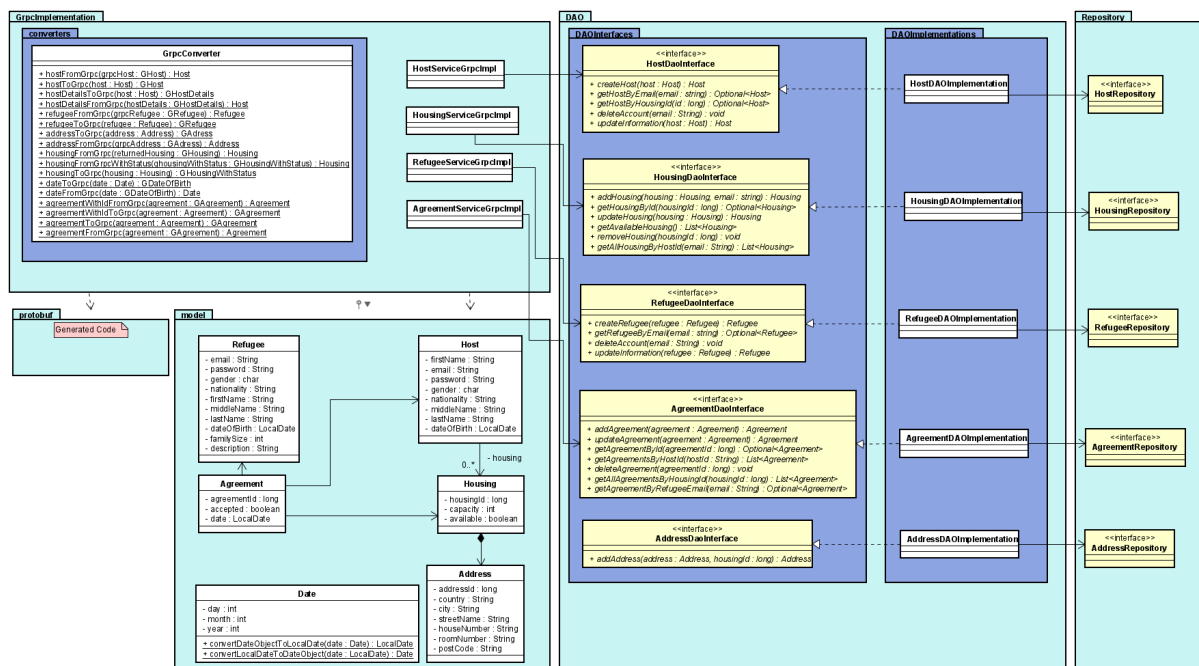 GrpcImplementation
converters
GrpcConverter
+ hostFromGrpc(grpcHost : GHost) : Host
+ hostToGrpc(host : Host) : GHost
+ hostDetailsToGrpc(host : Host) : GHostDetails
+ hostDetailsFromGrpc(hostDetails : GHostDetails) : Host
+ refugeeFromGrpc(grpcRefugee : GRefugee) : Refugee
+ refugeeToGrpc(refugee : Refugee) : GRefugee
+ addressToGrpc(address : Address) : GAdress
+ addressFromGrpc(grpcAddress : GAdress) : Address
+ housingFromGrpc(returnedHousing : GHousing) : Housing
+ housingFromGrpcWithStatus(ghousingWithStatus : GHousingWithStatus) : Housing
+ housingToGrpc(housing : Housing) : GHousingWithStatus
+ dateToGrpc(date : Date) : GDateOfBirth
+ dateFromGrpc(date : GDateOfBirth) : Date
+ agreementWithIdFromGrpc(agreement : GAgreement) : Agreement
+ agreementWithIdToGrpc(agreement : Agreement) : GAgreement
+ agreementToGrpc(agreement : Agreement) : GAgreement
+ agreementFromGrpc(agreement : GAgreement) : Agreement
HostServiceGrpcImpl
HousingServiceGrpcImpl
RefugeeServiceGrpcImpl
AgreementServiceGrpcImpl
protobuf
Generated Code
model
Refugee
- email : String
- password : String
- gender : char
- nationality : String
- firstName : String
- middleName : String
- lastName : String
- dateOfBirth : LocalDate
- familySize : int
- description : String
Host
- firstName : String
- email : String
- password : String
- gender : char
- nationality : String
- middleName : String
- lastName : String
- dateOfBirth : LocalDate
- housing
0..*
Agreement
- agreementId : long
- accepted : boolean
- date : LocalDate
Housing
- housingId : long
- capacity : int
- available : boolean
Address
- addressId : long
- country : String
- city : String
- streetName : String
- houseNumber : String
- roomNumber : String
- postCode : String
Date
- day : int
- month : int
- year : int
+ convertDateObjectToLocalDate(date : Date) : LocalDate
+ convertLocalDateToDateObject(date : LocalDate) : Date
DAO
DAOInterfaces
<<interface>>
HostDaoInterface
+ createHost(host : Host) : Host
+ getHostByEmail(email : string) : Optional<Host>
+ getHostByHousingId(id : long) : Optional<Host>
+ deleteAccount(email : String) : void
+ updateInformation(host : Host) : Host
<<interface>>
HousingDaoInterface
+ addHousing(housing : Housing, email : string) : Housing
+ getHousingById(housingId : long) : Optional<Housing>
+ updateHousing(housing : Housing) : Housing
+ getAvailableHousing() : List<Housing>
+ removeHousing(housingId : long) : void
+ getAllHousingByHostId(email : String) : List<Housing>
<<interface>>
RefugeeDaoInterface
+ createRefugee(refugee : Refugee) : Refugee
+ getRefugeeByEmail(email : string) : Optional<Refugee>
+ deleteAccount(email : String) : void
+ updateInformation(refugee : Refugee) : Refugee
<<interface>>
AgreementDaoInterface
+ addAgreement(agreement : Agreement) : Agreement
+ updateAgreement(agreement : Agreement) : Agreement
+ getAgreementById(agreementId : long) : Optional<Agreement>
+ getAgreementsByHostId(hostId : String) : List<Agreement>
+ deleteAgreement(agreementId : long) : void
+ getAllAgreementsByHousingId(housingId : long) : List<Agreement>
+ getAgreementByRefugeeEmail(email : String) : Optional<Agreement>
<<interface>>
AddressDaoInterface
+ addAddress(address : Address, housingId : long) : Address
DAOImplementations
HostDAOImplementation
HousingDAOImplementation
RefugeeDAOImplementation
AgreementDAOImplementation
AddressDAOImplementation
Repository
<<interface>>
HostRepository
<<interface>>
HousingRepository
<<interface>>
RefugeeRepository
<<interface>>
AgreementRepository
<<interface>>
AddressRepository